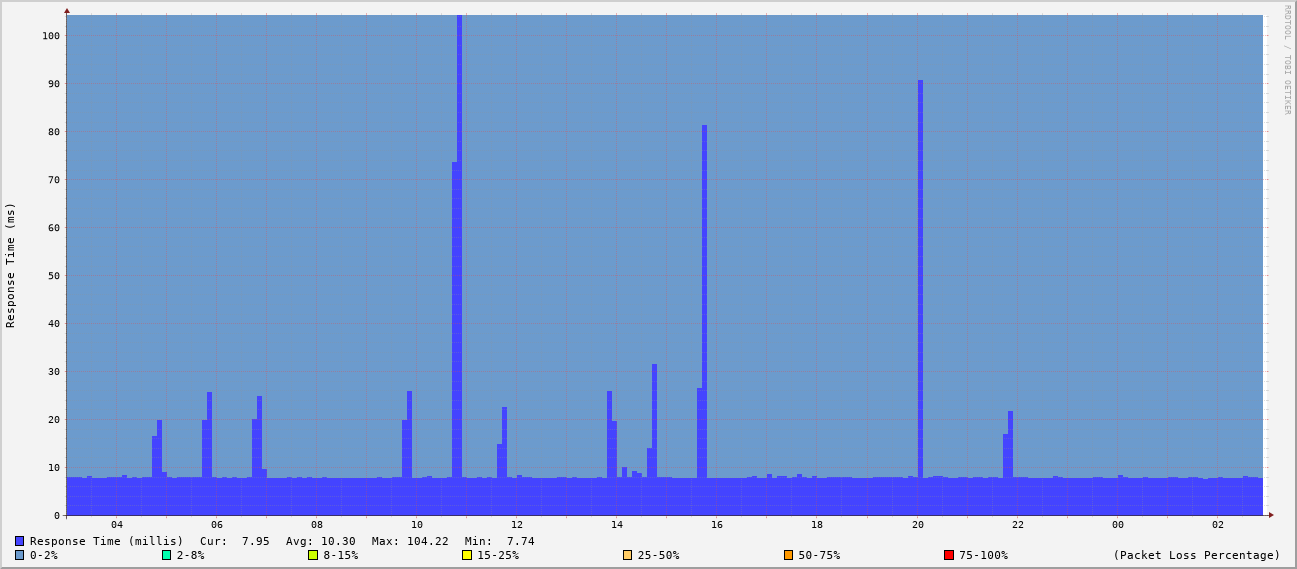 RRDTOOL / TOBI OETIKER
Response Time (ms)
100
90
80
70
60
50
40
30
20
10
0
04 06 08 10 12 14 16 18 20 22 00 02
Response Time (millis) Cur: 7.95 Avg: 10.30 Max: 104.22 Min: 7.74
0-2% 2-8% 8-15% 15-25% 25-50% 50-75% 75-100% (Packet Loss Percentage)